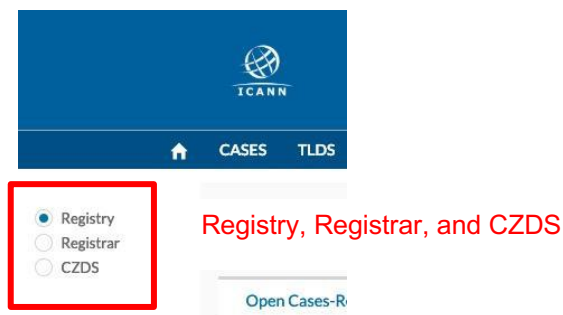 ICANN
CASES TLDS
Registry
Registrar
CZDS
Registry, Registrar, and CZDS
Open Cases-R